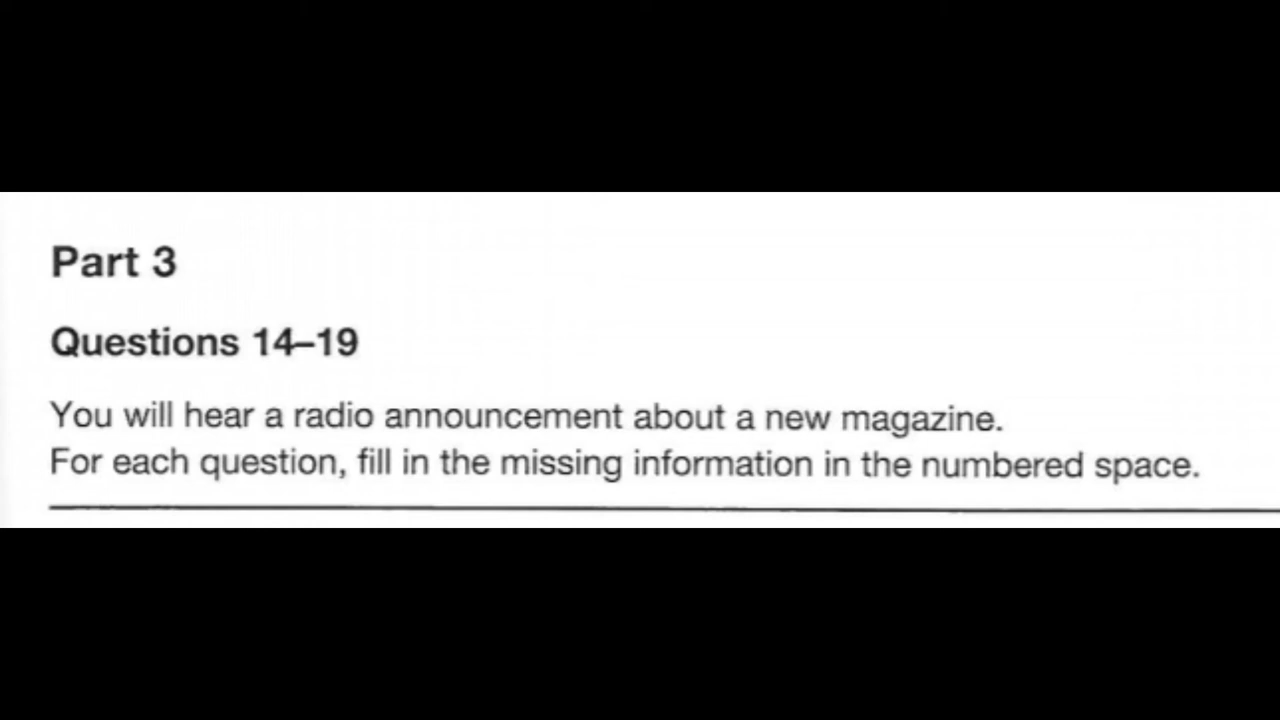 Part 3
Questions 14–19
You will hear a radio announcement about a new magazine.
For each question, fill in the missing information in the numbered space.